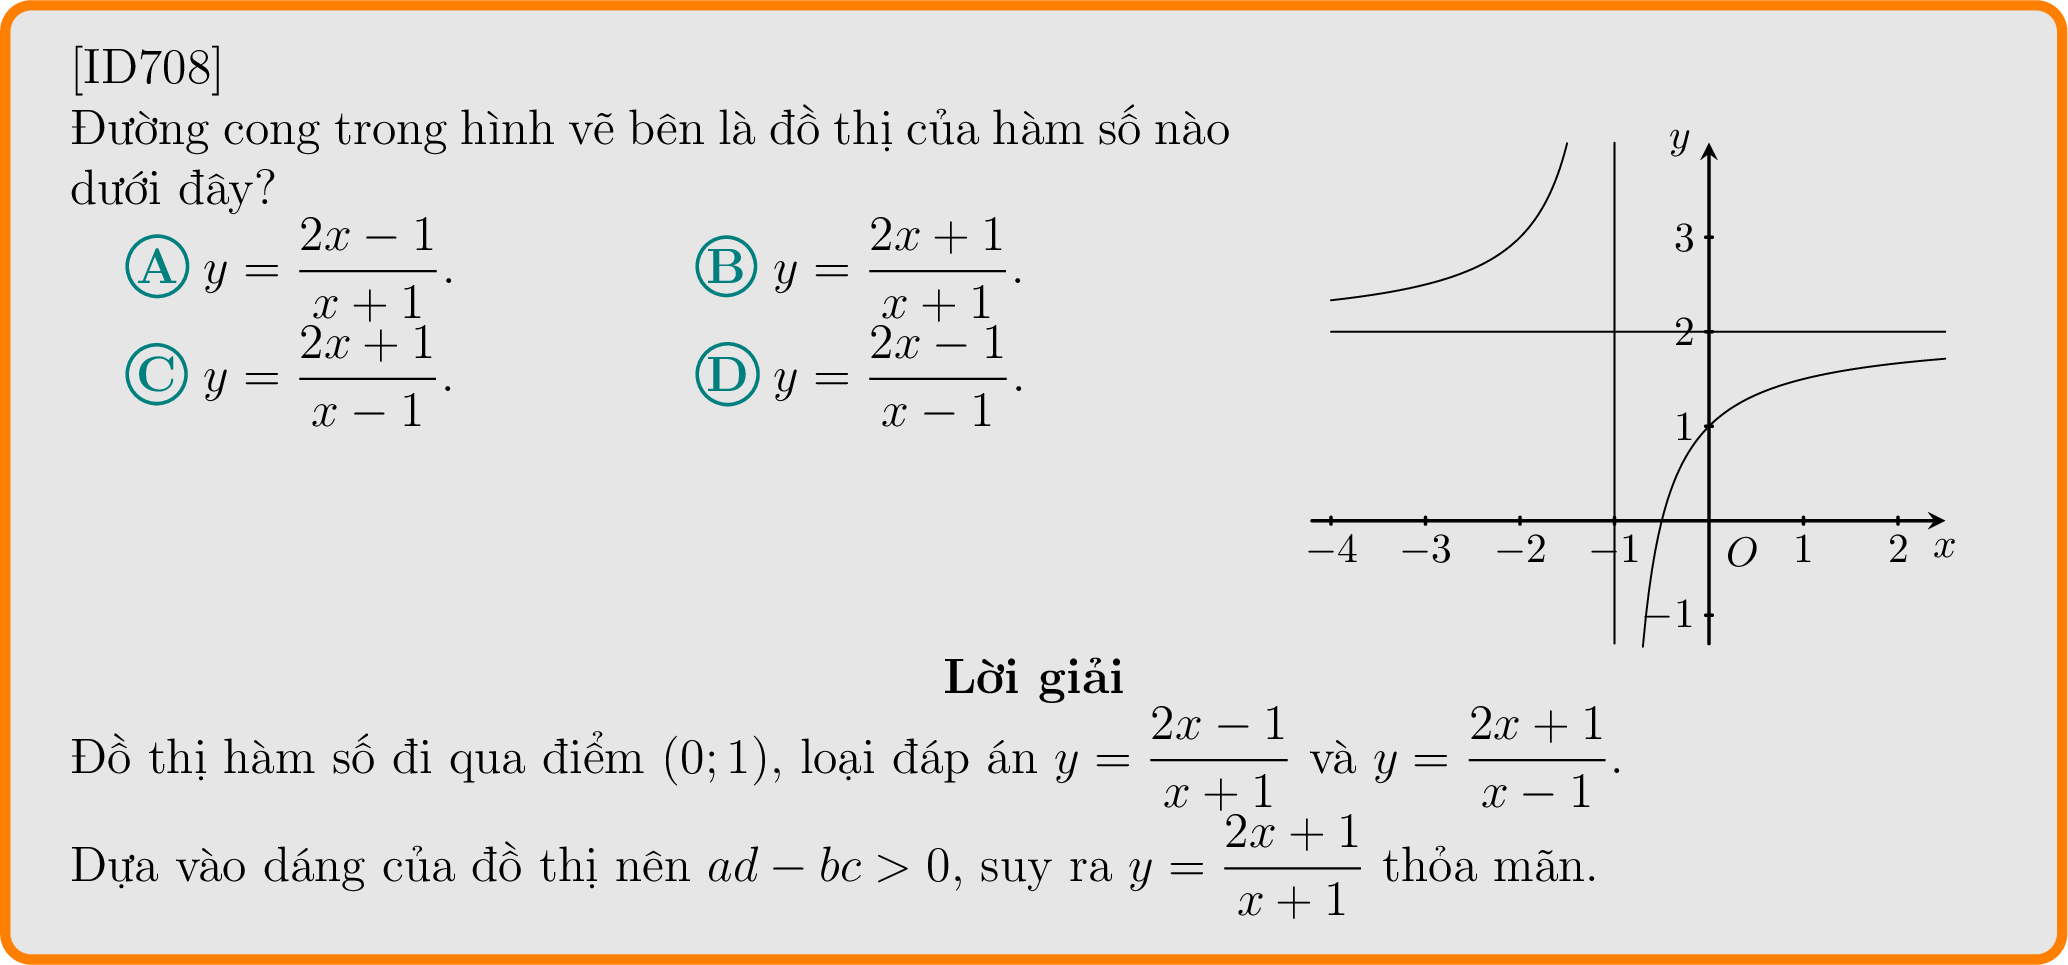 [ID708]
Đường cong trong hình vẽ bên là đồ thị của hàm số nào
dưới đây?
A y = \frac{2x − 1}{x + 1}. B y = \frac{2x + 1}{x + 1}.
C y = \frac{2x + 1}{x − 1}. D y = \frac{2x − 1}{x − 1}.
y
3
2
1
−4 −3 −2 −1 O 1 2 x
−1
Lời giải
Đồ thị hàm số đi qua điểm (0; 1), loại đáp án y = \frac{2x − 1}{x + 1} và y = \frac{2x + 1}{x − 1}.
Dựa vào dáng của đồ thị nên ad − bc > 0, suy ra y = \frac{2x + 1}{x + 1} thỏa mãn.